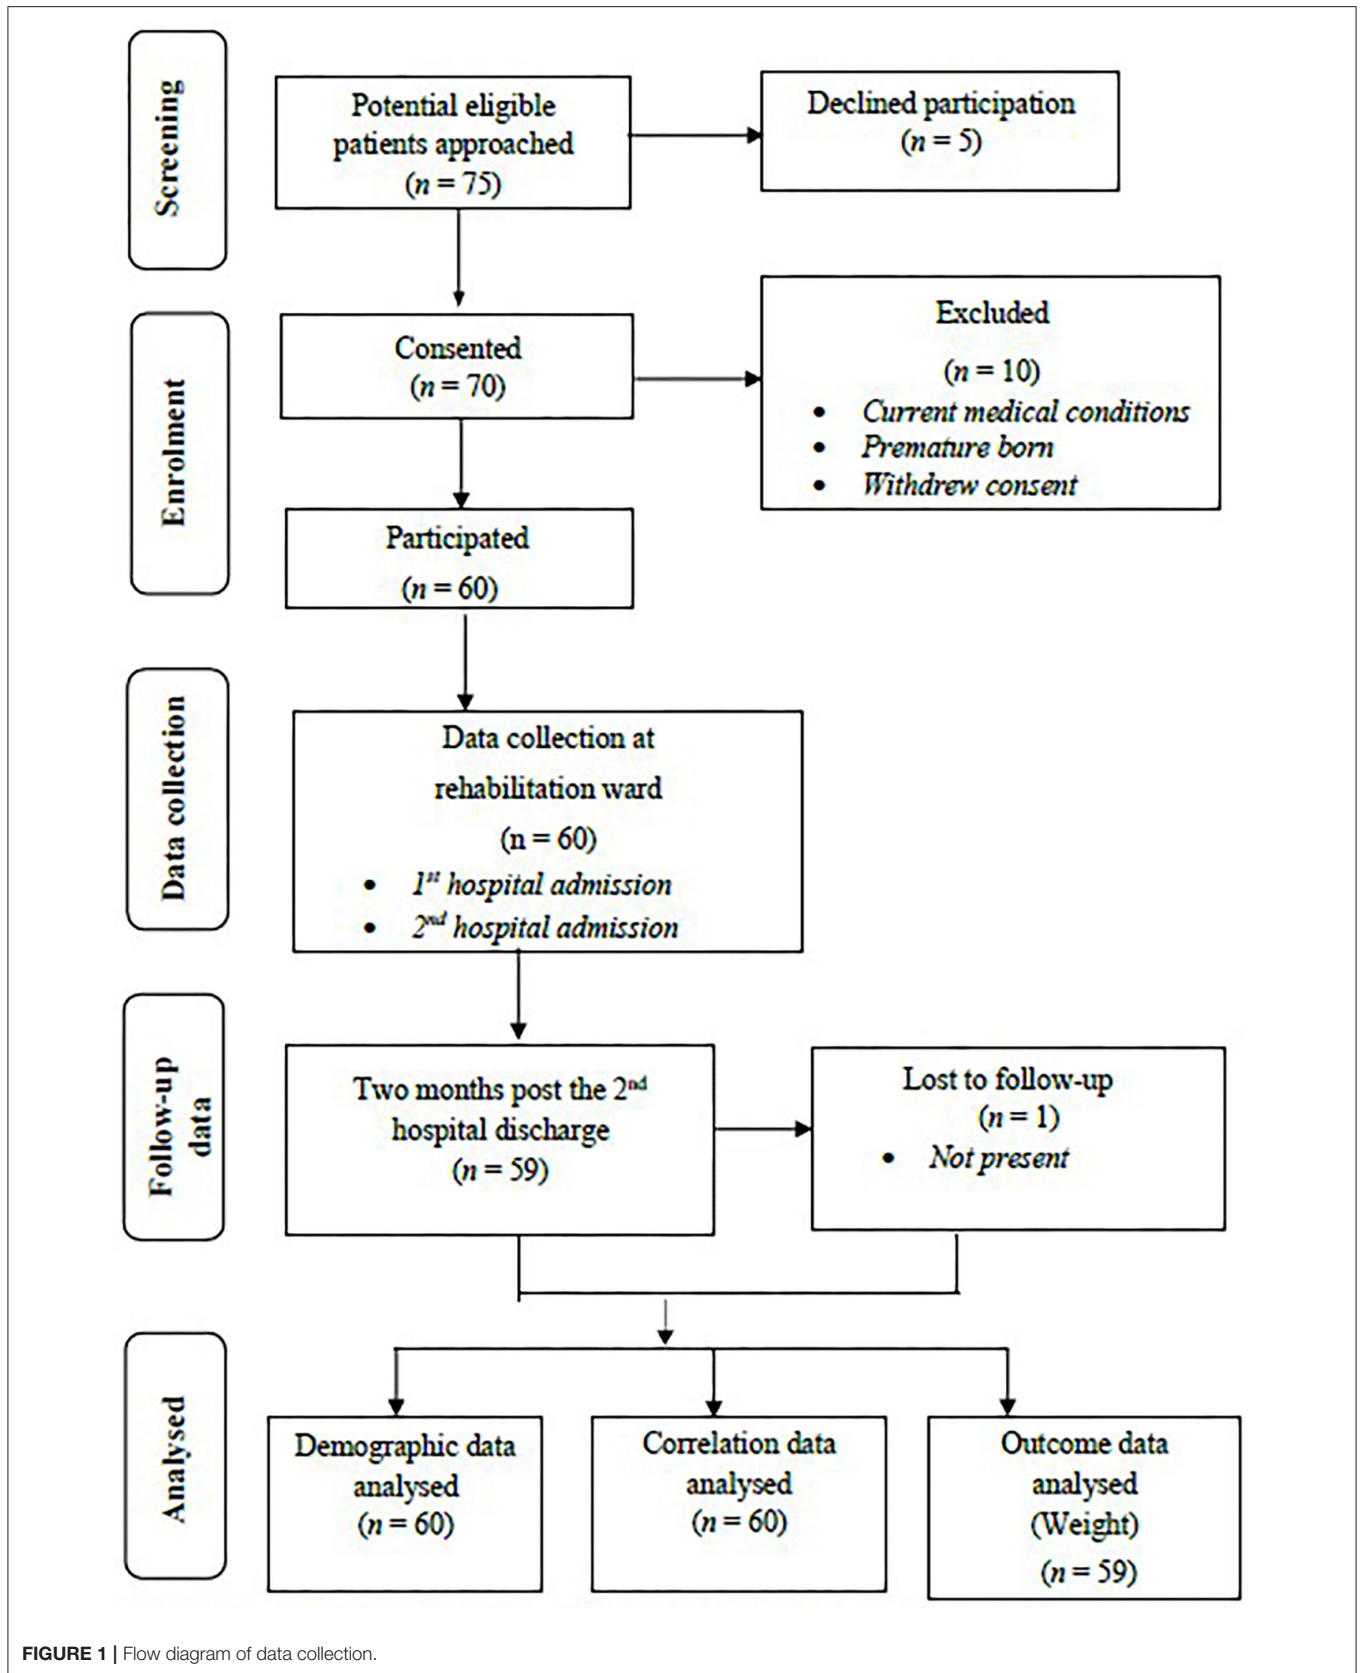 Screening
Potential eligible
patients approached
(n = 75)
Declined participation
(n = 5)
Enrolment
Consented
(n = 70)
Excluded
(n = 10)
• Current medical conditions
• Premature born
• Withdrew consent
Participated
(n = 60)
Data collection
Data collection at
rehabilitation ward
(n = 60)
• 1st hospital admission
• 2nd hospital admission
Follow-up
data
Two months post the 2nd
hospital discharge
(n = 59)
Lost to follow-up
(n = 1)
• Not present
Analysed
Demographic data
analysed
(n = 60)
Correlation data
analysed
(n = 60)
Outcome data
analysed
(Weight)
(n = 59)
FIGURE 1 | Flow diagram of data collection.